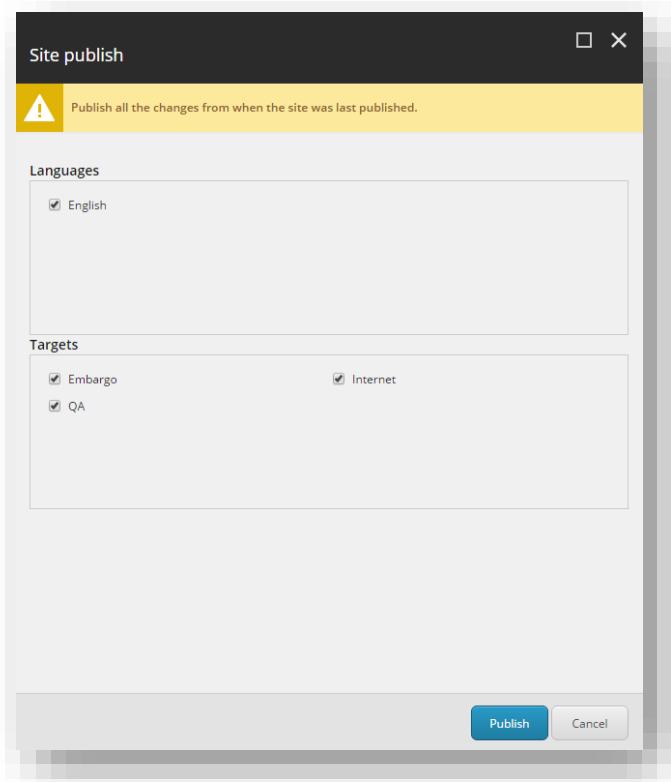 Site publish
Publish all the changes from when the site was last published.
Languages
English
Targets
Embargo
Internet
QA
Publish
Cancel